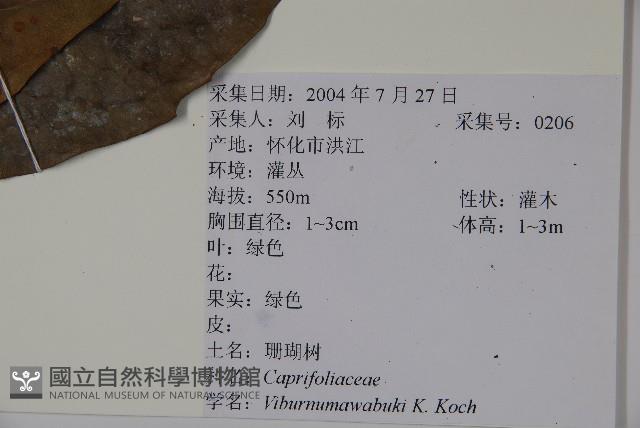 采集日期：2004 年 7 月 27 日
采集人：刘　标　采集号：0206
产地：怀化市洪江
环境：灌丛
海拔：550m　性状：灌木
胸围直径：1~3cm　体高：1~3m
叶：绿色
花：
果实：绿色
皮：
土名：珊瑚树
Caprifoliaceae
学名：Viburnumawabuki K. Koch
國立自然科學博物館
NATIONAL MUSEUM OF NATURAL SCIENCE